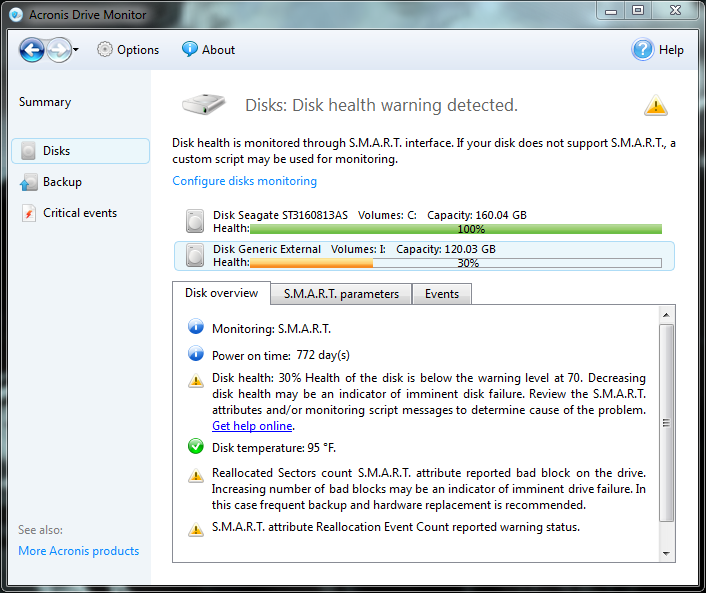 Acronis Drive Monitor
Options
About
Help
Summary
Disks
Backup
Critical events
See also:
More Acronis products
Disks: Disk health warning detected.
Disk health is monitored through S.M.A.R.T. interface. If your disk does not support S.M.A.R.T., a
custom script may be used for monitoring.
Configure disks monitoring
Disk Seagate ST3160813AS Volumes: C: Capacity: 160.04 GB
Health: 100%
Disk Generic External Volumes: I: Capacity: 120.03 GB
Health: 30%
Disk overview
S.M.A.R.T. parameters
Events
Monitoring: S.M.A.R.T.
Power on time: 772 day(s)
Disk health: 30% Health of the disk is below the warning level at 70. Decreasing
disk health may be an indicator of imminent disk failure. Review the S.M.A.R.T.
attributes and/or monitoring script messages to determine cause of the problem.
Get help online.
Disk temperature: 95 °F.
Reallocated Sectors count S.M.A.R.T. attribute reported bad block on the drive.
Increasing number of bad blocks may be an indicator of imminent drive failure. In
this case frequent backup and hardware replacement is recommended.
S.M.A.R.T. attribute Reallocation Event Count reported warning status.